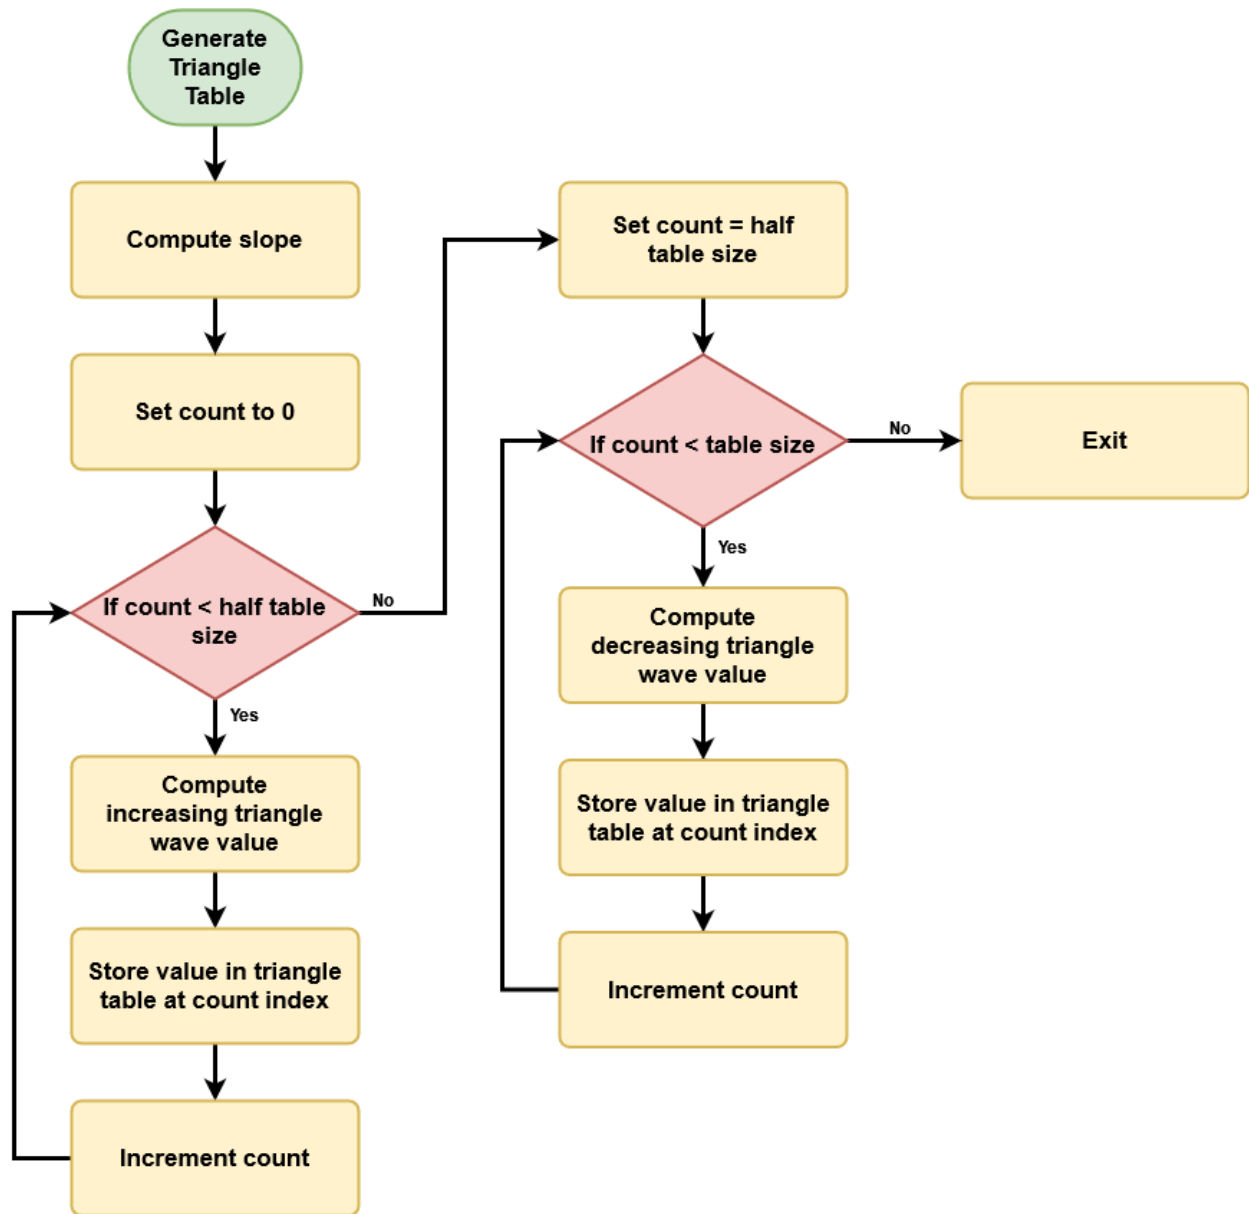 Generate
Triangle
Table
Compute slope
Set count to 0
If count < half table
size
No
Yes
Compute
increasing triangle
wave value
Store value in triangle
table at count index
Increment count
Set count = half
table size
If count < table size
No
Exit
Yes
Compute
decreasing triangle
wave value
Store value in triangle
table at count index
Increment count